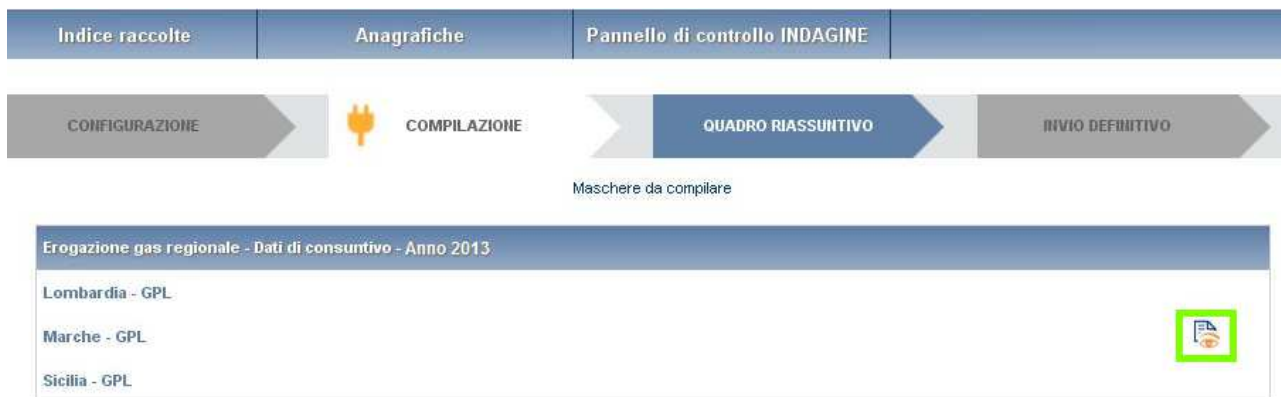 Indice raccolte Anagrafiche Pannello di controllo INDAGINE
CONFIGURAZIONE COMPILAZIONE QUADRO RIASSUNTIVO INVIO DEFINITIVO
Maschere da compilare
Erogazione gas regionale - Dati di consuntivo - Anno 2013
Lombardia - GPL
Marche - GPL
Sicilia - GPL